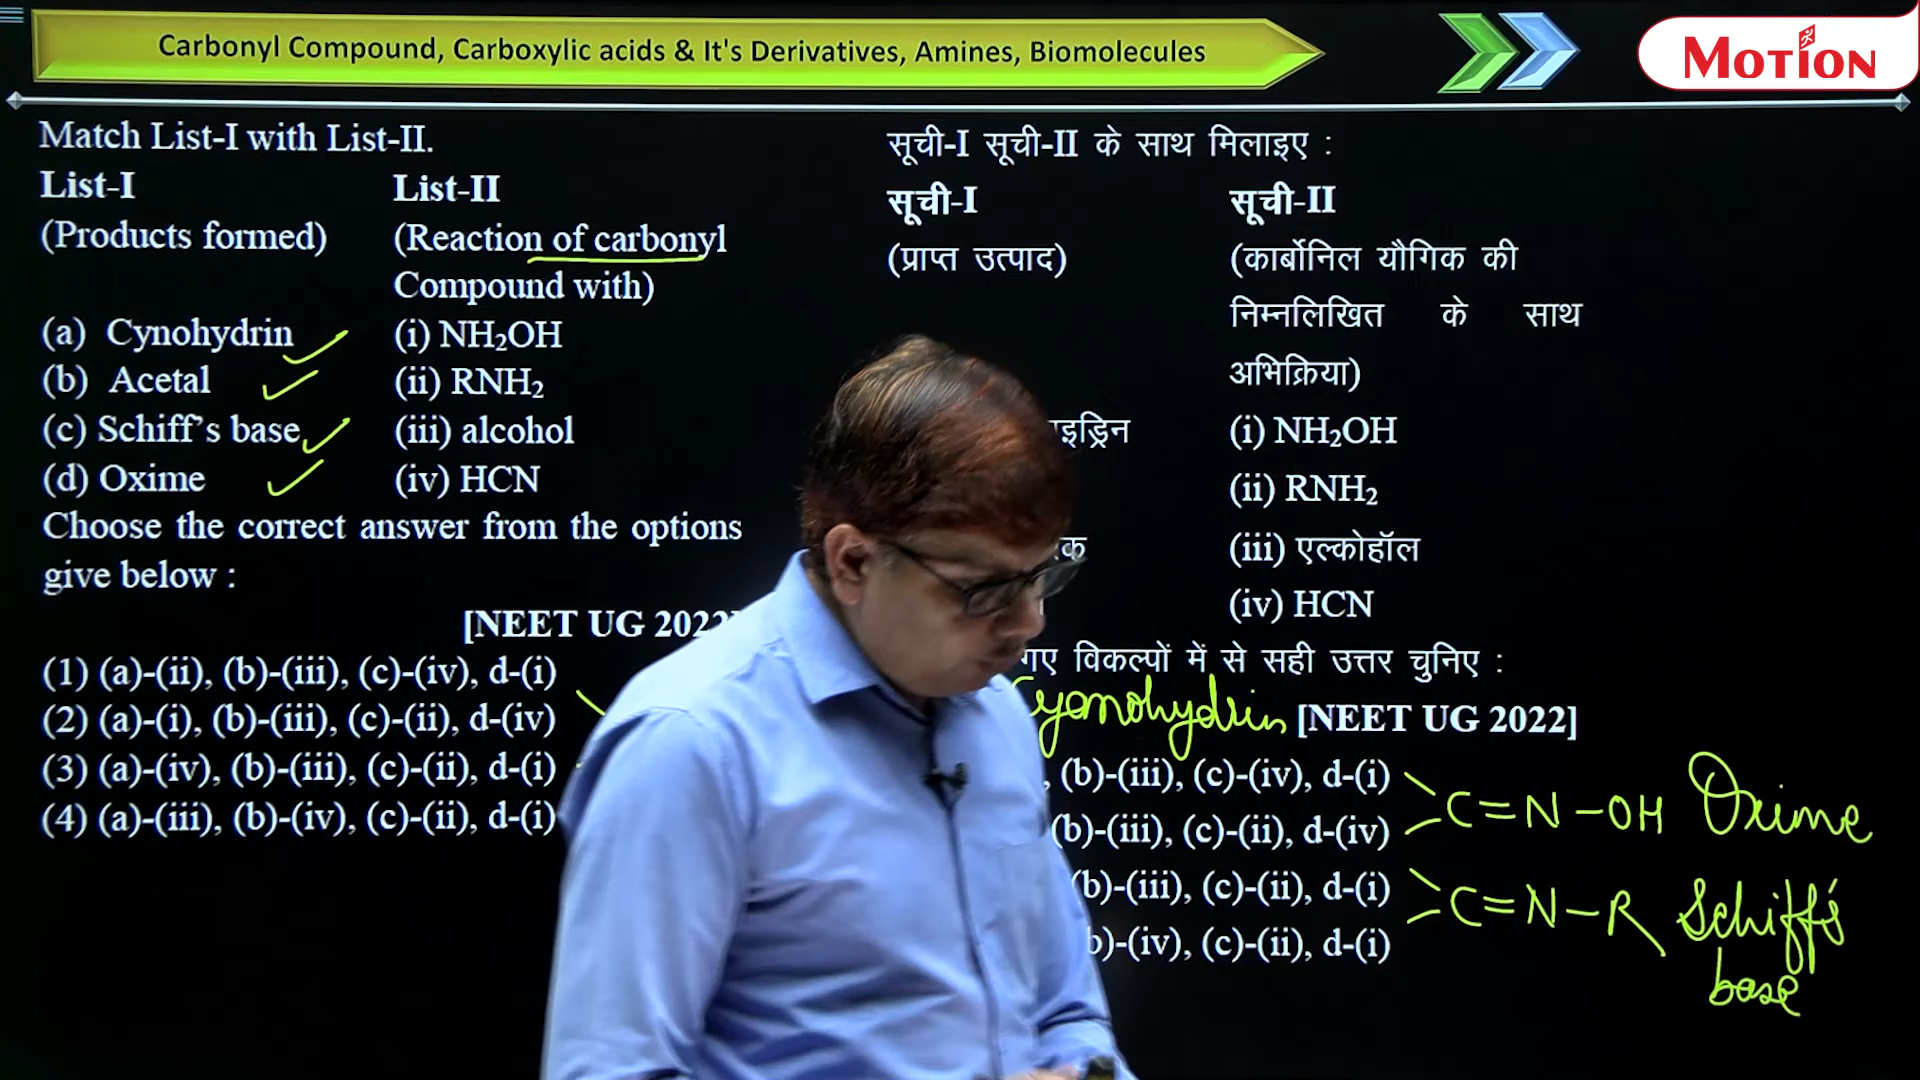 Carbonyl Compound, Carboxylic acids & It's Derivatives, Amines, Biomolecules
MOTION
Match List-I with List-II.
List-I List-II
(Products formed) (Reaction of carbonyl
Compound with)
(a) Cynohydrin (i) NH₂OH
(b) Acetal (ii) RNH₂
(c) Schiff's base (iii) alcohol
(d) Oxime (iv) HCN
Choose the correct answer from the options
give below :
[NEET UG 2022]
(1) (a)-(ii), (b)-(iii), (c)-(iv), d-(i)
(2) (a)-(i), (b)-(iii), (c)-(ii), d-(iv)
(3) (a)-(iv), (b)-(iii), (c)-(ii), d-(i)
(4) (a)-(iii), (b)-(iv), (c)-(ii), d-(i)
सूची-I सूची-II के साथ मिलाइए :
सूची-I सूची-II
(प्राप्त उत्पाद) (कार्बोनिल यौगिक की
निम्नलिखित के साथ
अभिक्रिया)
(i) NH₂OH
(ii) RNH₂
(iii) एल्कोहॉल
(iv) HCN
विकल्पों में से सही उत्तर चुनिए :
Cyanohydrin [NEET UG 2022]
(b)-(iii), (c)-(iv), d-(i)
(b)-(iii), (c)-(ii), d-(iv)
(b)-(iii), (c)-(ii), d-(i)
(c)-(ii), d-(i)
C=N-OH Oxime
C=N-R Schiff's
base